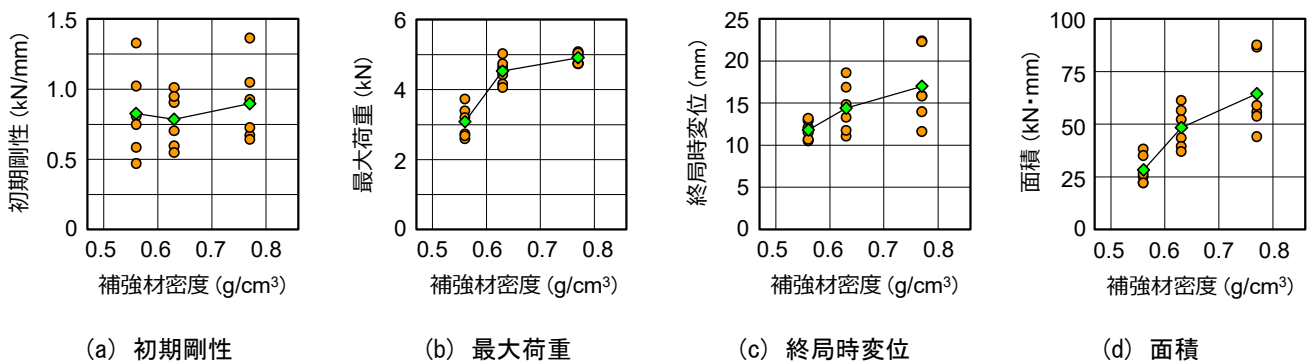 初期剛性 (kN/mm)
1.5
1.0
0.5
0
0.5 0.6 0.7 0.8
補強材密度 (g/cm³)
(a) 初期剛性
最大荷重 (kN)
6
4
2
0
0.5 0.6 0.7 0.8
補強材密度 (g/cm³)
(b) 最大荷重
終局時変位 (mm)
25
20
15
10
5
0
0.5 0.6 0.7 0.8
補強材密度 (g/cm³)
(c) 終局時変位
面積 (kN・mm)
100
75
50
25
0
0.5 0.6 0.7 0.8
補強材密度 (g/cm³)
(d) 面積